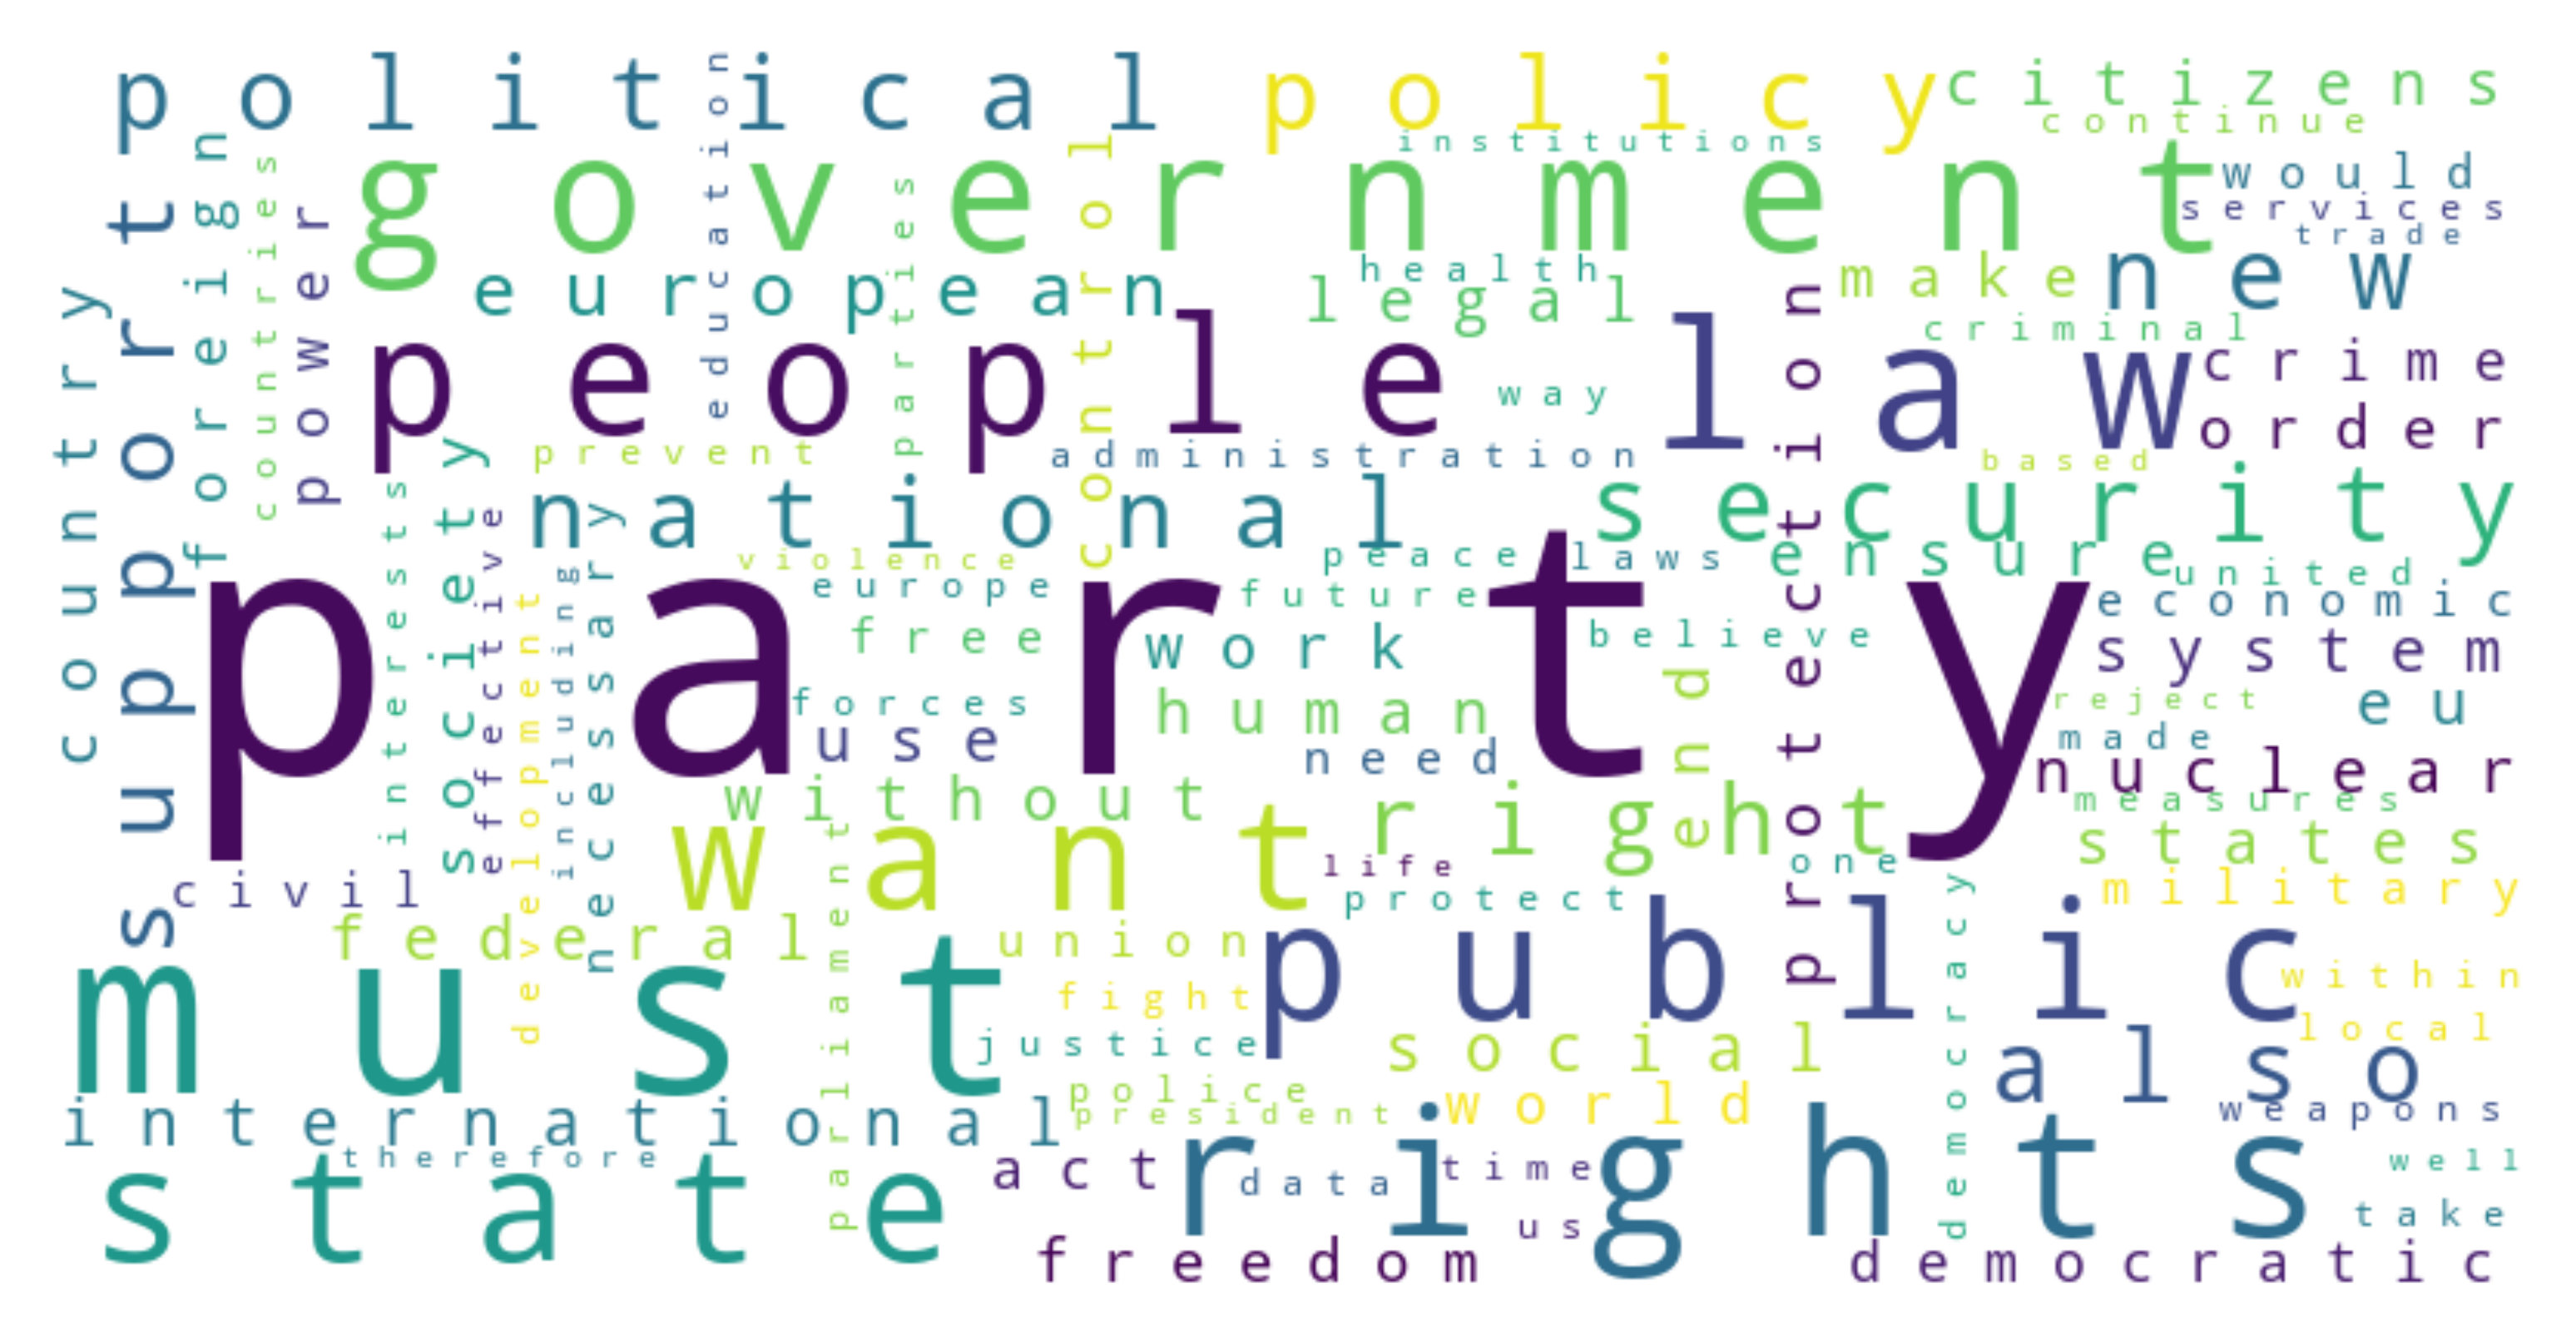 political
policy
citizens
continue
institutions
government
would
services
trade
education
control
foreign
countries
power
parties
european
health
legal
make
new
criminal
country
support
people
law
crime
order
way
protection
prevent
administration
based
national
security
society
interests
effective
necessary
including
development
violence
peace
laws
ensure
united
europe
future
economic
party
free
work
believe
system
end
reject
eu
forces
human
use
need
made
nuclear
without
right
measures
states
want
life
one
protect
military
civil
federal
union
public
within
parliament
democracy
must
fight
local
justice
social
also
police
world
president
weapons
international
therefore
state
act
rights
data
time
well
us
take
freedom
democratic